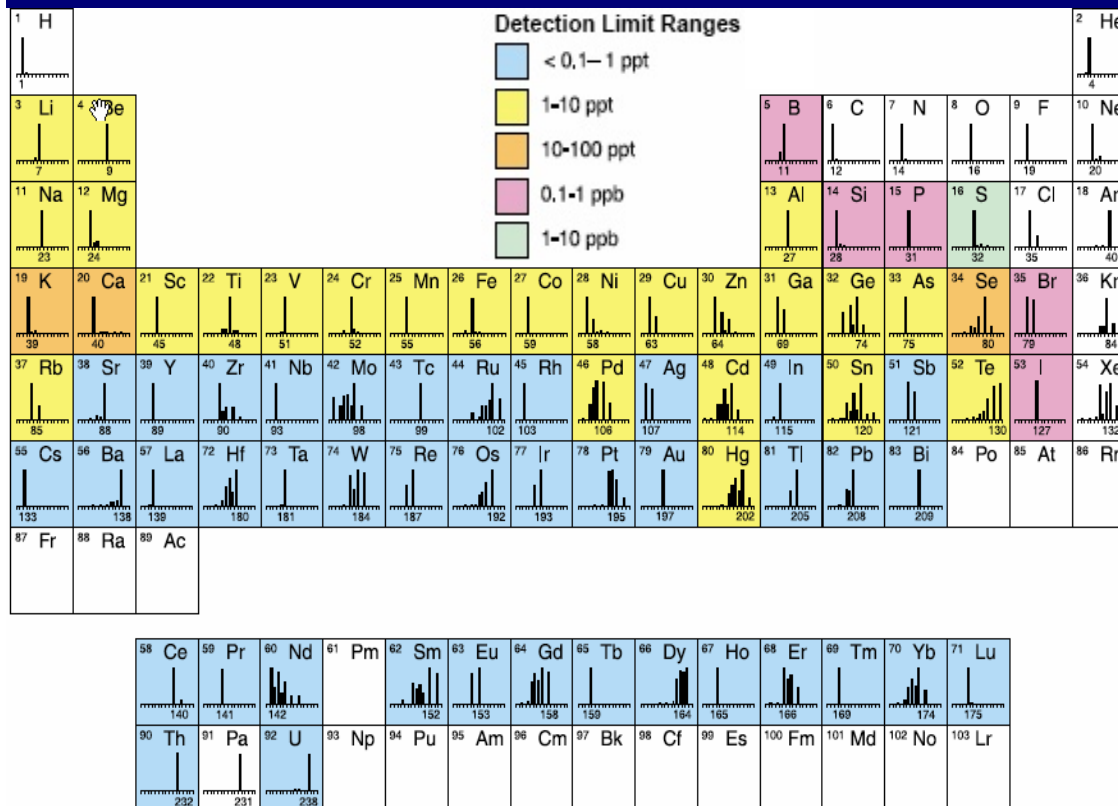 Detection Limit Ranges
< 0.1–1 ppt
1-10 ppt
10-100 ppt
0.1-1 ppb
1-10 ppb
1 H 2 He
1 4
3 Li 4 Be 5 B 6 C 7 N 8 O 9 F 10 Ne
7 9 11 12 14 16 19 20
11 Na 12 Mg 13 Al 14 Si 15 P 16 S 17 Cl 18 Ar
23 24 27 28 31 32 35 40
19 K 20 Ca 21 Sc 22 Ti 23 V 24 Cr 25 Mn 26 Fe 27 Co 28 Ni 29 Cu 30 Zn 31 Ga 32 Ge 33 As 34 Se 35 Br 36 Kr
39 40 45 48 51 52 55 56 59 58 63 64 69 74 75 80 79 84
37 Rb 38 Sr 39 Y 40 Zr 41 Nb 42 Mo 43 Tc 44 Ru 45 Rh 46 Pd 47 Ag 48 Cd 49 In 50 Sn 51 Sb 52 Te 53 I 54 Xe
85 88 89 90 93 98 99 102 103 106 107 114 115 120 121 130 127 132
55 Cs 56 Ba 57 La 72 Hf 73 Ta 74 W 75 Re 76 Os 77 Ir 78 Pt 79 Au 80 Hg 81 Tl 82 Pb 83 Bi 84 Po 85 At 86 Rn
133 138 139 180 181 184 187 192 193 195 197 202 205 208 209
87 Fr 88 Ra 89 Ac
58 Ce 59 Pr 60 Nd 61 Pm 62 Sm 63 Eu 64 Gd 65 Tb 66 Dy 67 Ho 68 Er 69 Tm 70 Yb 71 Lu
140 141 142 152 153 158 159 164 165 166 169 174 175
90 Th 91 Pa 92 U 93 Np 94 Pu 95 Am 96 Cm 97 Bk 98 Cf 99 Es 100 Fm 101 Md 102 No 103 Lr
232 231 238